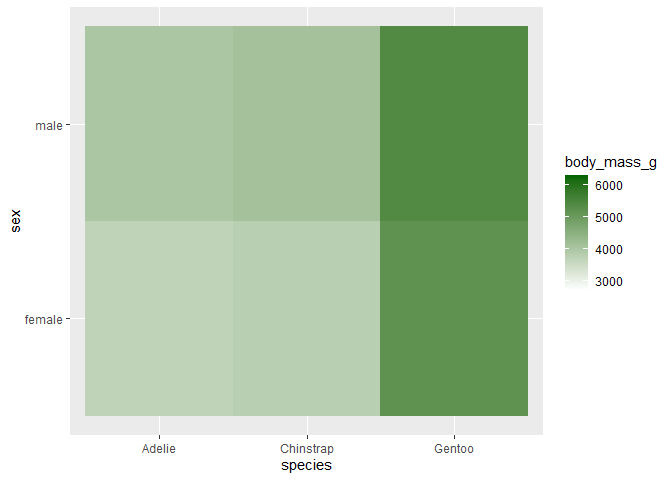 male
female
sex
Adelie
Chinstrap
Gentoo
species
body_mass_g
6000
5000
4000
3000